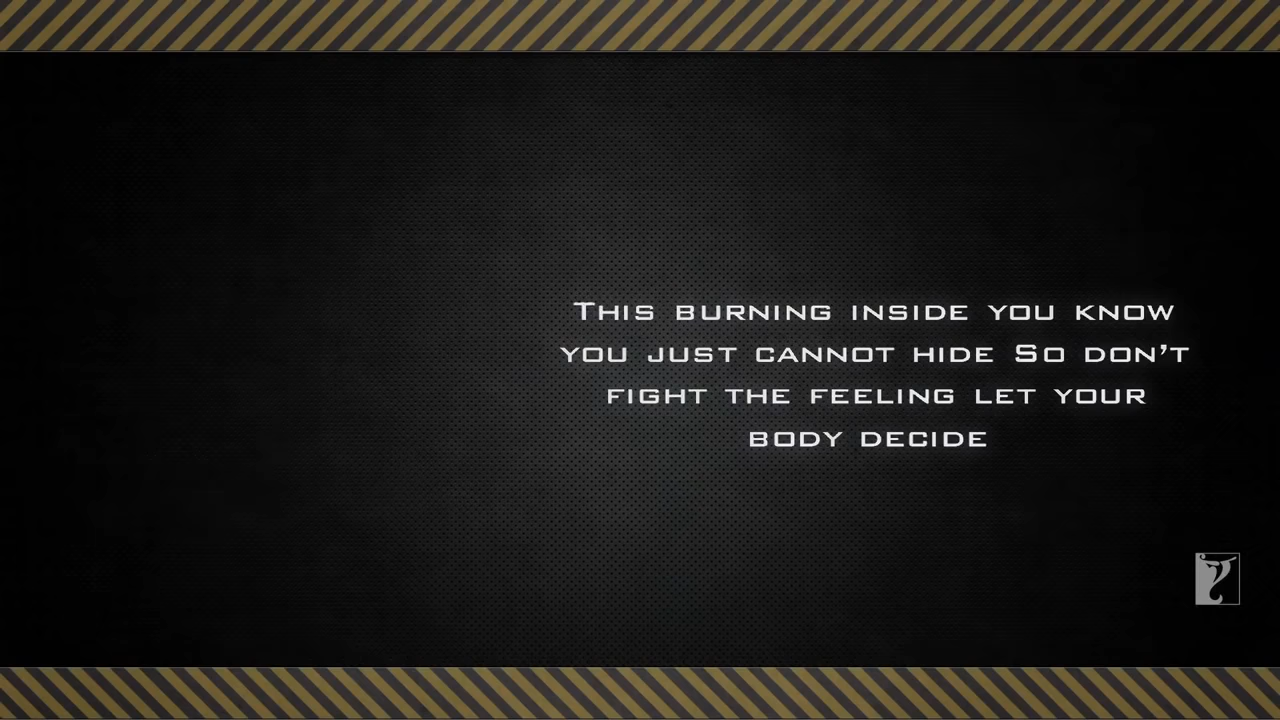 This burning inside you know
you just cannot hide So don't
fight the feeling let your
body decide